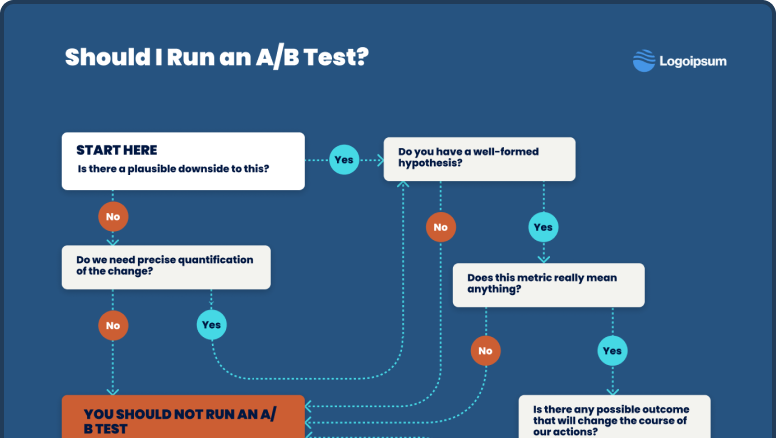 Should I Run an A/B Test?
Logoipsum
START HERE
Is there a plausible downside to this?
Yes
Do you have a well-formed
hypothesis?
No
No
Yes
Do we need precise quantification
of the change?
Does this metric really mean
anything?
No
Yes
No
Yes
YOU SHOULD NOT RUN AN A/
B TEST
Is there any possible outcome
that will change the course of
our actions?